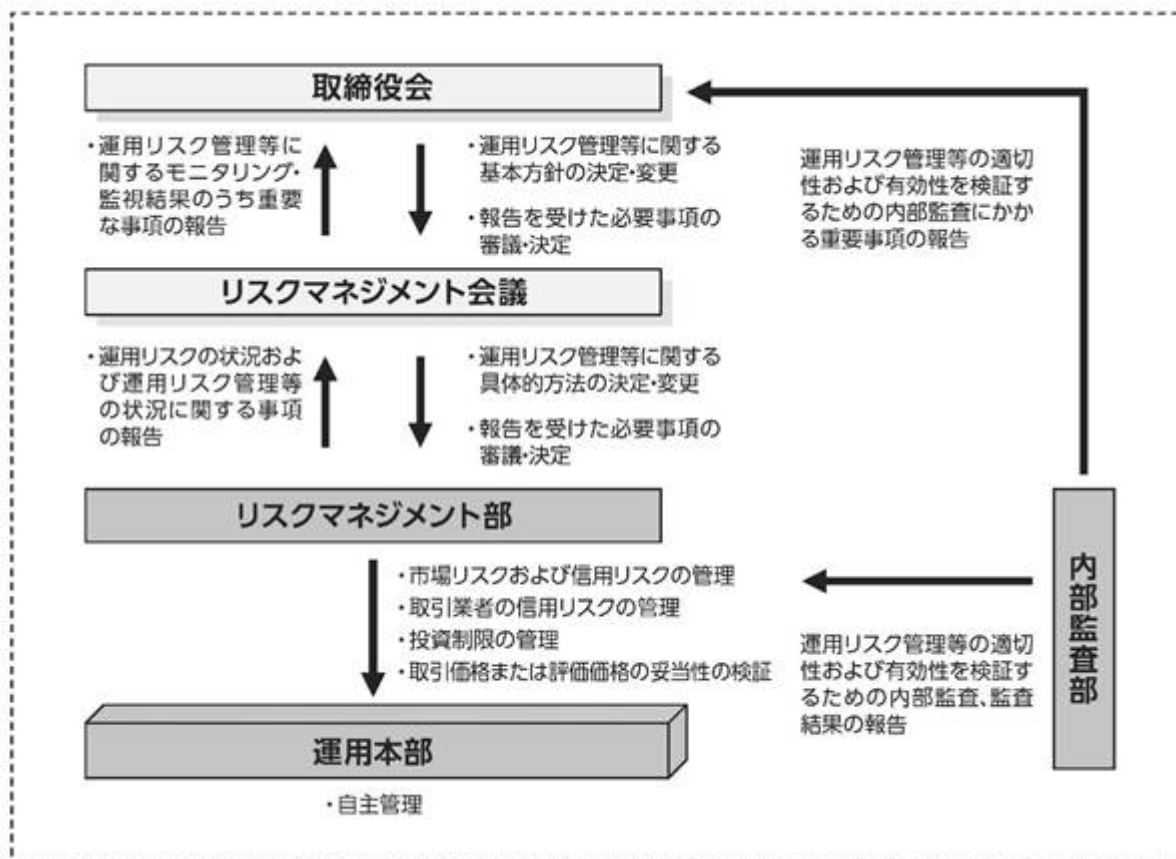 取締役会
・運用リスク管理等に
関するモニタリング・
監視結果のうち重要
な事項の報告
・運用リスク管理等に関する
基本方針の決定・変更
・報告を受けた必要事項の
審議・決定
運用リスク管理等の適切
性および有効性を検証す
るための内部監査にかか
る重要事項の報告
リスクマネジメント会議
・運用リスクの状況およ
び運用リスク管理等
の状況に関する事項
の報告
・運用リスク管理等に関する
具体的方法の決定・変更
・報告を受けた必要事項の
審議・決定
リスクマネジメント部
・市場リスクおよび信用リスクの管理
・取引業者の信用リスクの管理
・投資制限の管理
・取引価格または評価価格の妥当性の検証
内部監査部
運用リスク管理等の適切
性および有効性を検証す
るための内部監査、監査
結果の報告
運用本部
・自主管理